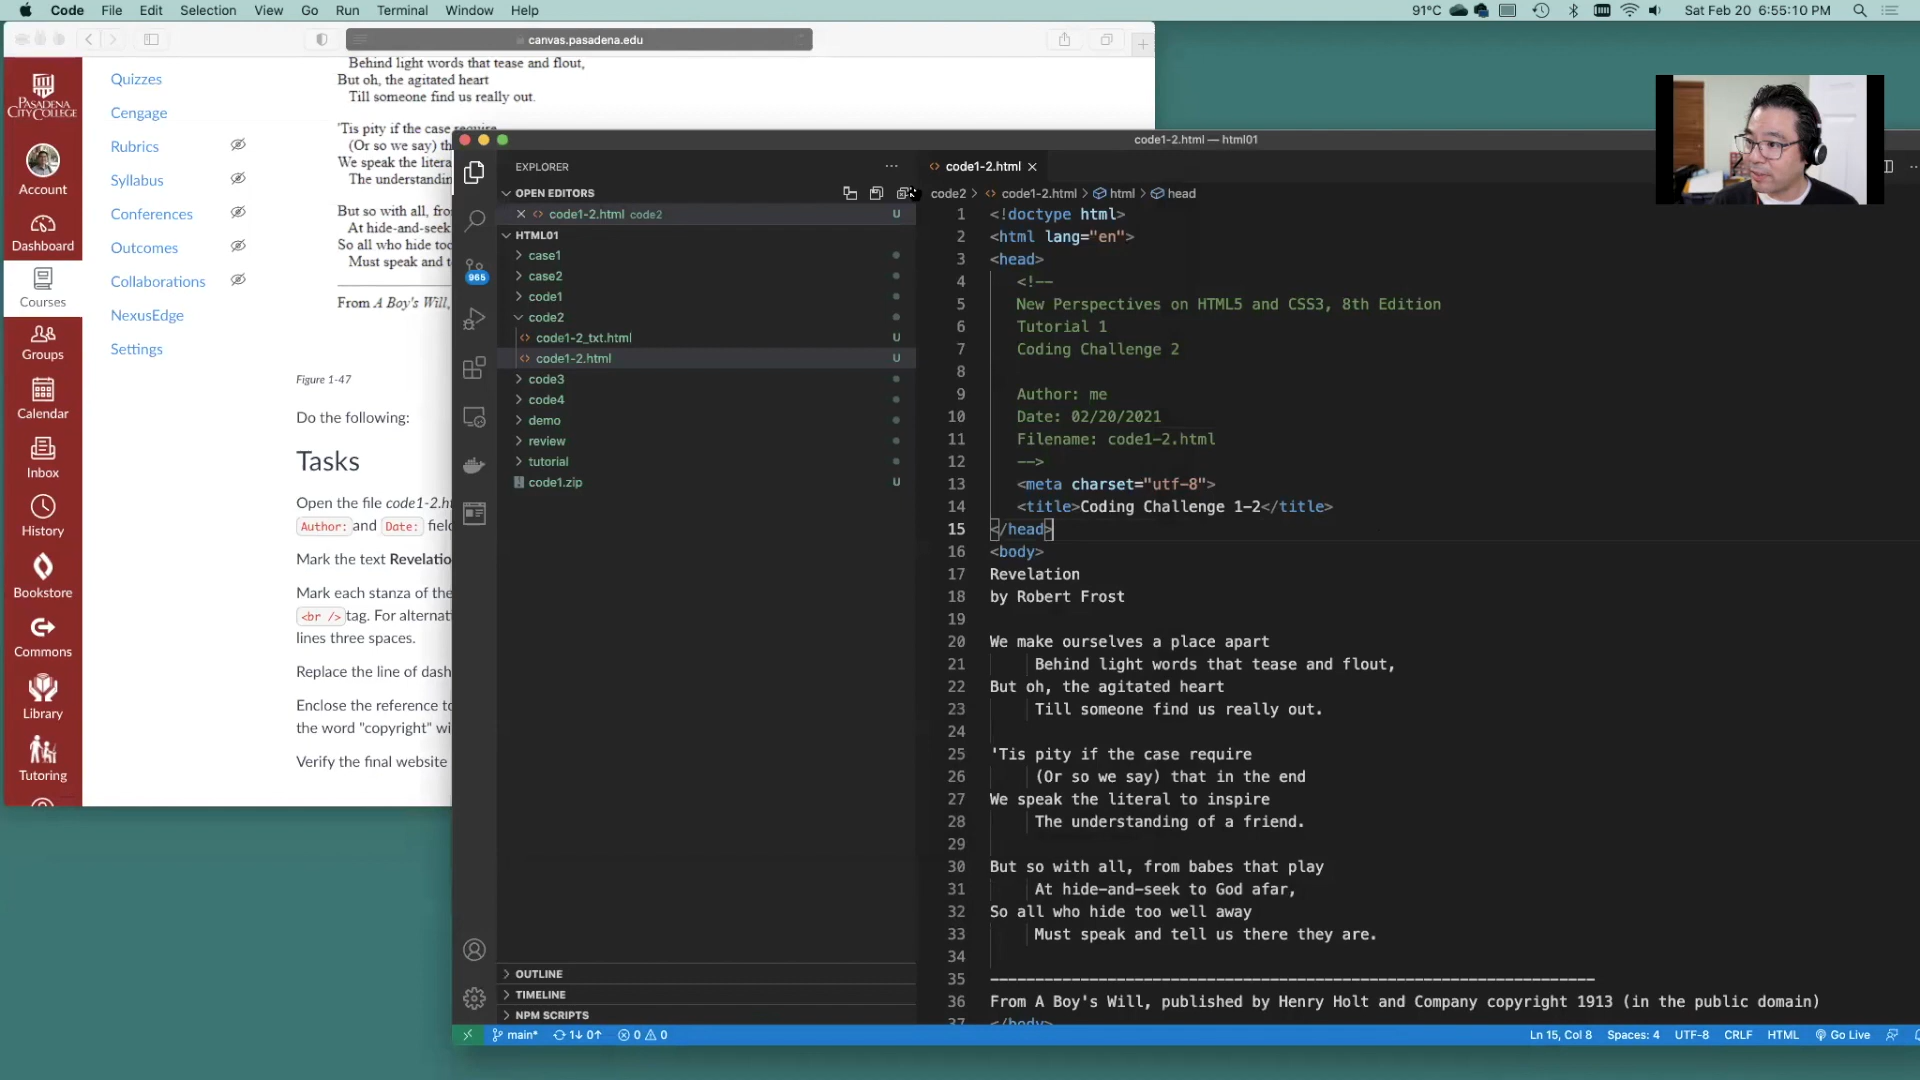 Code File Edit Selection View Go Run Terminal Window Help
91°C Sat Feb 20 6:55:10 PM
canvas.pasadena.edu
PASADENA
CITY COLLEGE
Account
Dashboard
Courses
Groups
Calendar
Inbox
History
Bookstore
Commons
Library
Tutoring
Quizzes
Cengage
Rubrics
Syllabus
Conferences
Outcomes
Collaborations
NexusEdge
Settings
Behind light words that tease and flout,
But oh, the agitated heart
Till someone find us really out.
'Tis pity if the case require
(Or so we say) th
We speak the litera
The understandin
But so with all, fro
At hide-and-seek
So all who hide too
Must speak and t
From A Boy's Will,
Figure 1-47
Do the following:
Tasks
Open the file code1-2.ht
Author: and Date: fiel
Mark the text Revelatio
Mark each stanza of the
<br /> tag. For alternat
lines three spaces.
Replace the line of dash
Enclose the reference to
the word "copyright" wi
Verify the final website
code1-2.html — html01
EXPLORER
OPEN EDITORS
code1-2.html code2 U
HTML01
case1
case2
code1
code2
code1-2_txt.html U
code1-2.html U
code3
code4
demo
review
tutorial
code1.zip U
965
OUTLINE
TIMELINE
NPM SCRIPTS
code1-2.html
code2 > code1-2.html > html > head
1 <!doctype html>
2 <html lang="en">
3 <head>
4 <!--
5 New Perspectives on HTML5 and CSS3, 8th Edition
6 Tutorial 1
7 Coding Challenge 2
8
9 Author: me
10 Date: 02/20/2021
11 Filename: code1-2.html
12 -->
13 <meta charset="utf-8">
14 <title>Coding Challenge 1-2</title>
15 </head>
16 <body>
17 Revelation
18 by Robert Frost
19
20 We make ourselves a place apart
21 Behind light words that tease and flout,
22 But oh, the agitated heart
23 Till someone find us really out.
24
25 'Tis pity if the case require
26 (Or so we say) that in the end
27 We speak the literal to inspire
28 The understanding of a friend.
29
30 But so with all, from babes that play
31 At hide-and-seek to God afar,
32 So all who hide too well away
33 Must speak and tell us there they are.
34
35 -------------------------------------------------------------------
36 From A Boy's Will, published by Henry Holt and Company copyright 1913 (in the public domain)
37 </body>
main* 1↓ 0↑ 0 0
Ln 15, Col 8 Spaces: 4 UTF-8 CRLF HTML Go Live